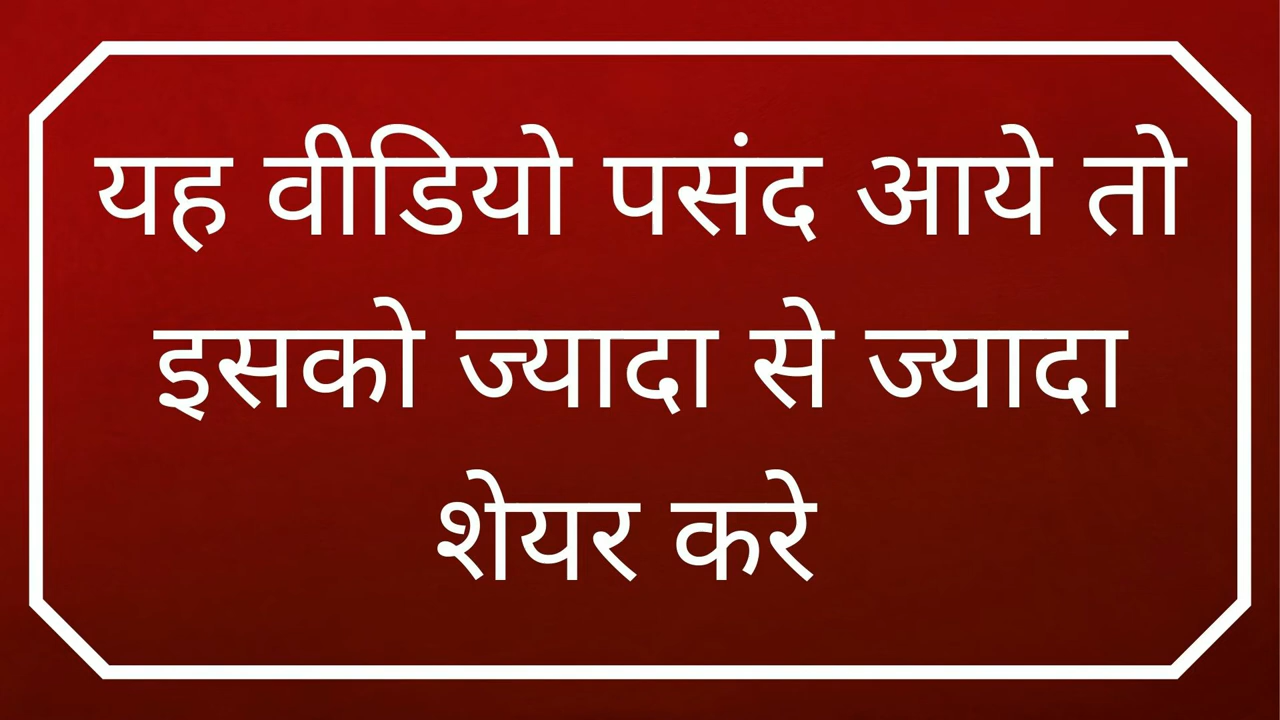 यह वीडियो पसंद आये तो
इसको ज्यादा से ज्यादा
शेयर करे